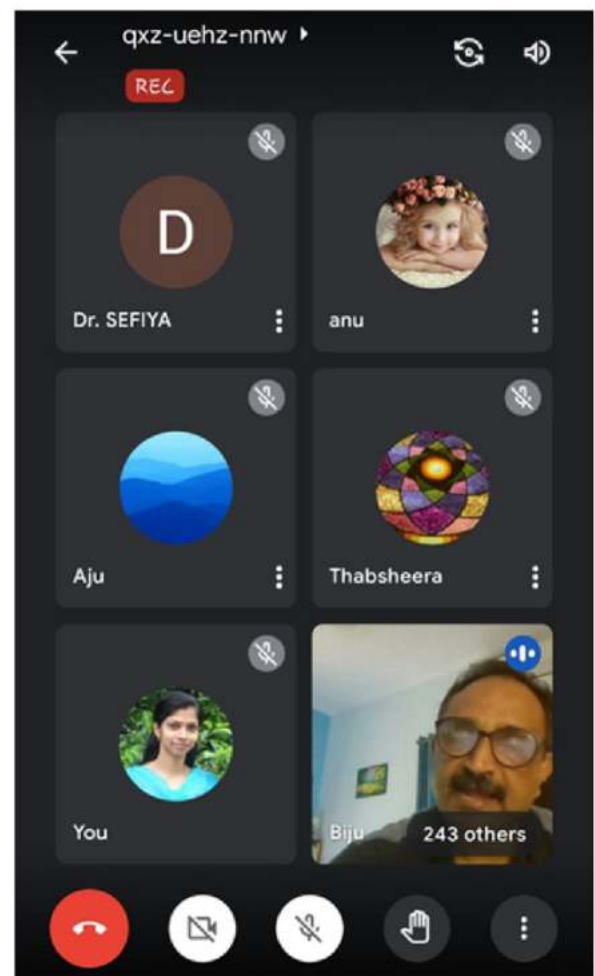 qxz-uehz-nnw
REC
D
Dr. SEFIYA
anu
Aju
Thabsheera
You
Biju
243 others